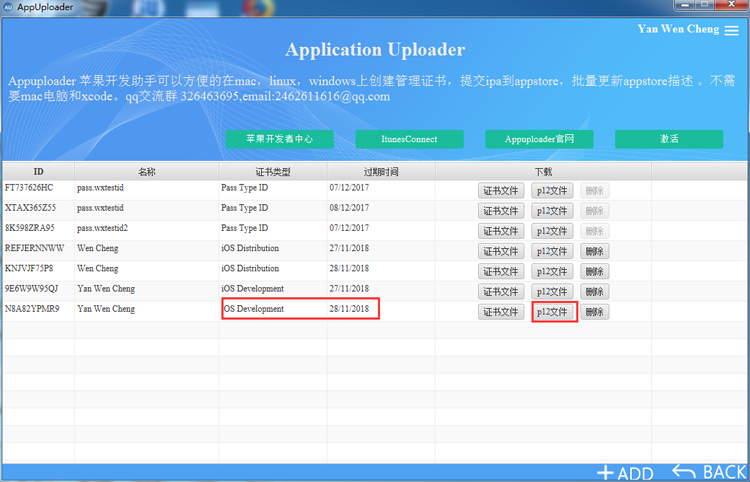 AU AppUploader
Yan Wen Cheng
Application Uploader
Appuploader 苹果开发助手可以方便的在mac，linux，windows上创建管理证书，提交ipa到appstore，批量更新appstore描述 。不需
要mac电脑和xcode。qq交流群 326463695,email:2462611616@qq.com
苹果开发者中心 ItunesConnect Appuploader官网 激活
ID 名称 证书类型 过期时间 下载
FT737626HC pass.wxtestid Pass Type ID 07/12/2017 证书文件 p12文件 删除
XTAX365Z55 pass.wxtestid Pass Type ID 08/12/2017 证书文件 p12文件 删除
8K598ZRA95 pass.wxtestid2 Pass Type ID 07/12/2017 证书文件 p12文件 删除
REFJERNNWW Wen Cheng iOS Distribution 27/11/2018 证书文件 p12文件 删除
KNJVJF75P8 Wen Cheng iOS Distribution 28/11/2018 证书文件 p12文件 删除
9E6W9W95QJ Yan Wen Cheng iOS Development 27/11/2018 证书文件 p12文件 删除
N8A82YPMR9 Yan Wen Cheng OS Development 28/11/2018 证书文件 p12文件 删除
ADD BACK